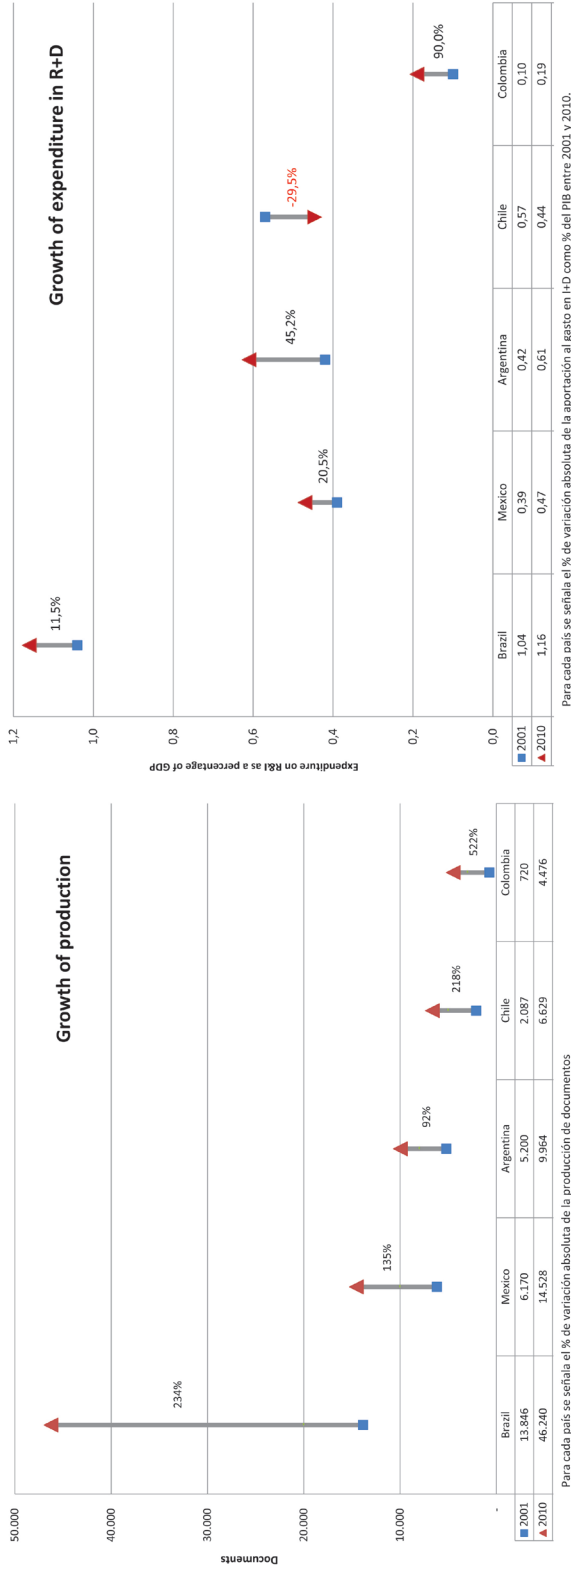 Growth of production
50.000
40.000
30.000
20.000
10.000
-
Documents
234%
135%
92%
218%
522%
Brazil Mexico Argentina Chile Colombia
2001 13.846 6.170 5.200 2.087 720
2010 46.240 14.528 9.964 6.629 4.476
Para cada país se señala el % de variación absoluta de la producción de documentos
Growth of expenditure in R+D
1,2
1,0
0,8
0,6
0,4
0,2
0,0
Expenditure on R&I as a percentage of GDP
11,5%
20,5%
45,2%
-29,5%
90,0%
Brazil Mexico Argentina Chile Colombia
2001 1,04 0,39 0,42 0,57 0,10
2010 1,16 0,47 0,61 0,44 0,19
Para cada país se señala el % de variación absoluta de la aportación al gasto en I+D como % del PIB entre 2001 y 2010.